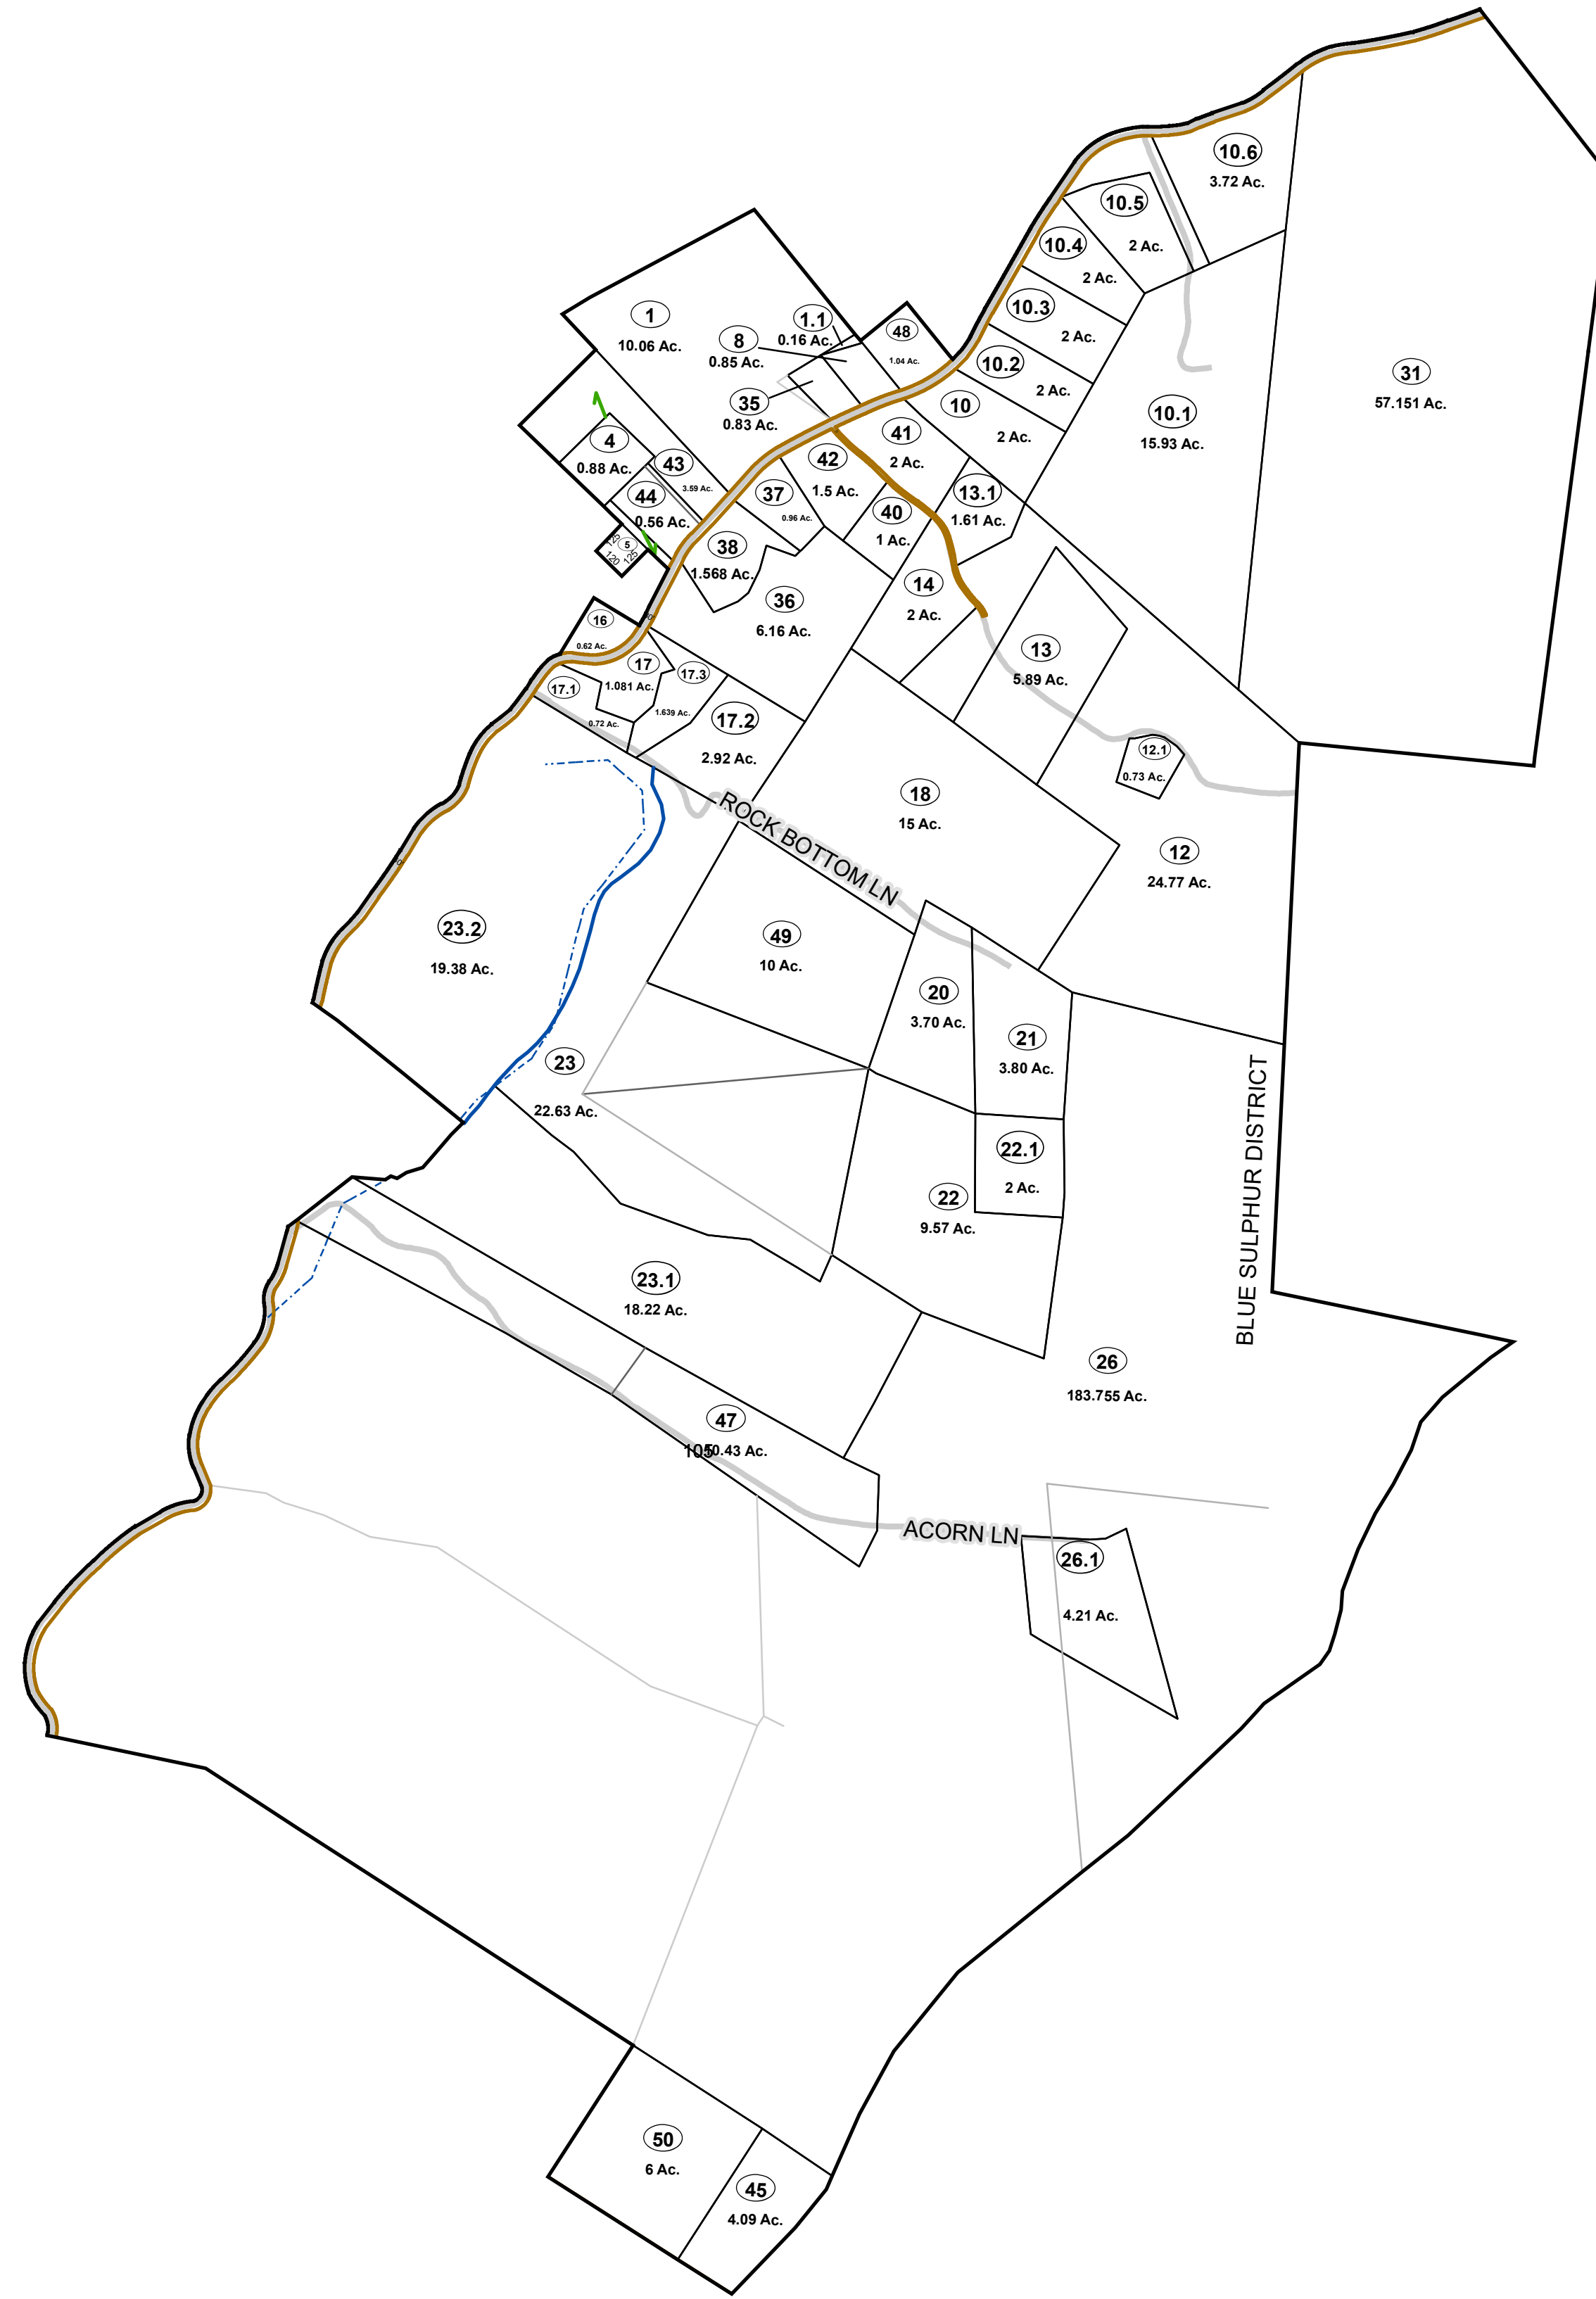 10.6
3.72 Ac.
10.5
2 Ac.
10.4
2 Ac.
10.3
2 Ac.
10.2
2 Ac.
10
2 Ac.
10.1
15.93 Ac.
31
57.151 Ac.
1
10.06 Ac.
1.1
0.16 Ac.
8
0.85 Ac.
48
1.04 Ac.
35
0.83 Ac.
41
2 Ac.
42
1.5 Ac.
4
0.88 Ac.
43
3.59 Ac.
44
0.56 Ac.
37
0.96 Ac.
13.1
1.61 Ac.
40
1 Ac.
5
125
120
125
38
1.568 Ac.
36
6.16 Ac.
14
2 Ac.
16
0.62 Ac.
17
1.081 Ac.
17.3
1.639 Ac.
17.1
0.72 Ac.
17.2
2.92 Ac.
13
5.89 Ac.
12.1
0.73 Ac.
18
15 Ac.
12
24.77 Ac.
ROCK BOTTOM LN
23.2
19.38 Ac.
49
10 Ac.
20
3.70 Ac.
21
3.80 Ac.
23
22.63 Ac.
22.1
2 Ac.
22
9.57 Ac.
BLUE SULPHUR DISTRICT
23.1
18.22 Ac.
26
183.755 Ac.
47
10.43 Ac.
105
ACORN LN
26.1
4.21 Ac.
50
6 Ac.
45
4.09 Ac.